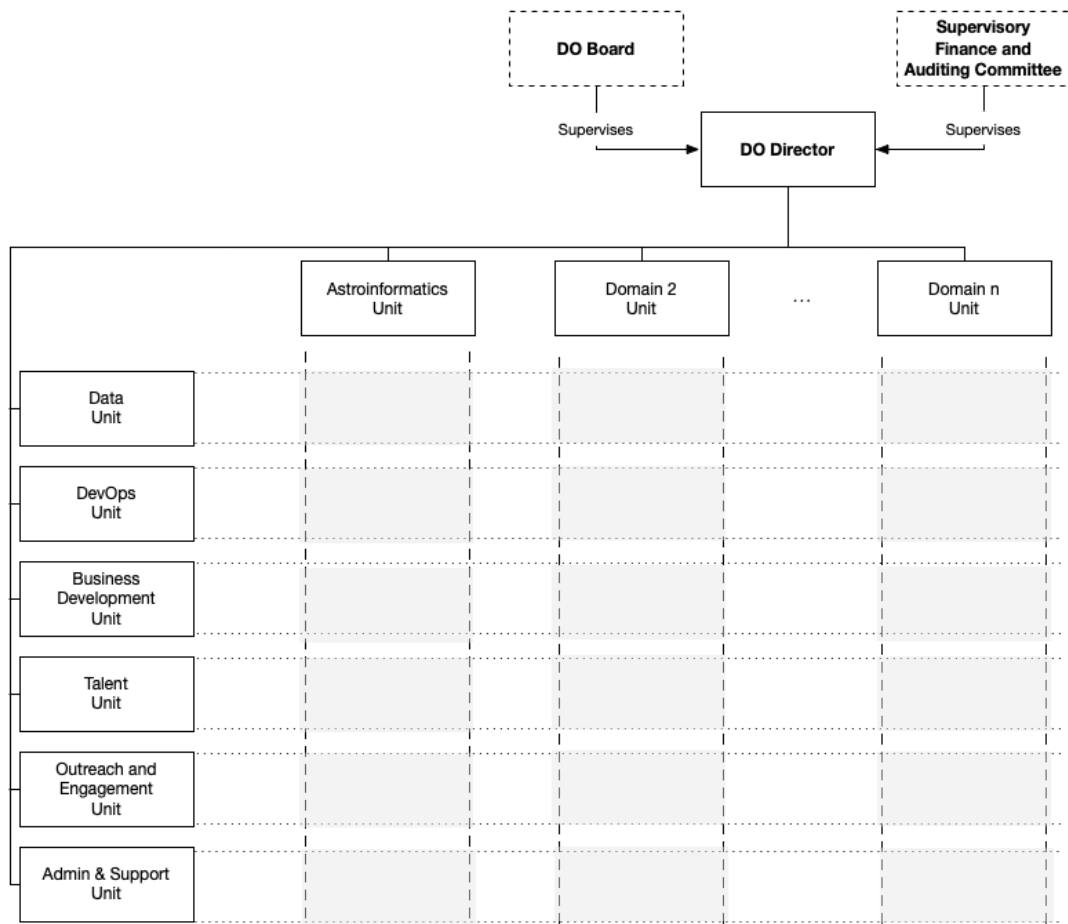 DO Board
Supervisory
Finance and
Auditing Committee
Supervises
Supervises
DO Director
Astroinformatics
Unit
Domain 2
Unit
...
Domain n
Unit
Data
Unit
DevOps
Unit
Business
Development
Unit
Talent
Unit
Outreach and
Engagement
Unit
Admin & Support
Unit